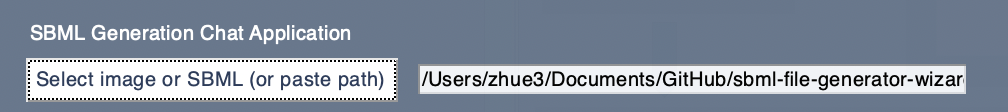 SBML Generation Chat Application
Select image or SBML (or paste path) /Users/zhue3/Documents/GitHub/sbml-file-generator-wizar